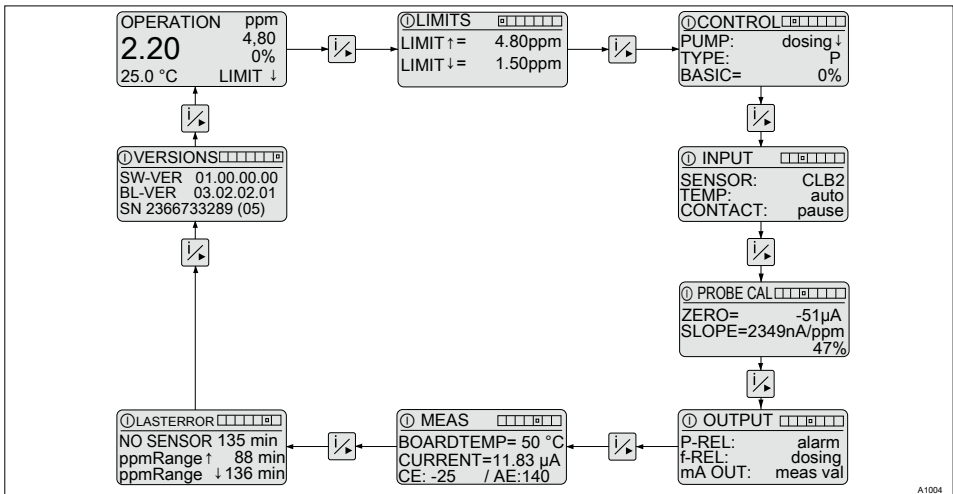 OPERATION ppm
2.20 4,80
0%
25.0 °C LIMIT ↓
i/▸
ⓘ LIMITS
LIMIT↑= 4.80ppm
LIMIT↓= 1.50ppm
i/▸
ⓘ CONTROL
PUMP: dosing↓
TYPE: P
BASIC= 0%
i/▸
ⓘ INPUT
SENSOR: CLB2
TEMP: auto
CONTACT: pause
i/▸
ⓘ PROBE CAL
ZERO= -51µA
SLOPE=2349nA/ppm
47%
i/▸
ⓘ OUTPUT
P-REL: alarm
f-REL: dosing
mA OUT: meas val
i/▸
ⓘ MEAS
BOARDTEMP= 50 °C
CURRENT=11.83 µA
CE: -25 / AE:140
i/▸
ⓘ LASTERROR
NO SENSOR 135 min
ppmRange↑ 88 min
ppmRange ↓136 min
i/▸
ⓘ VERSIONS
SW-VER 01.00.00.00
BL-VER 03.02.02.01
SN 2366733289 (05)
i/▸
A1004